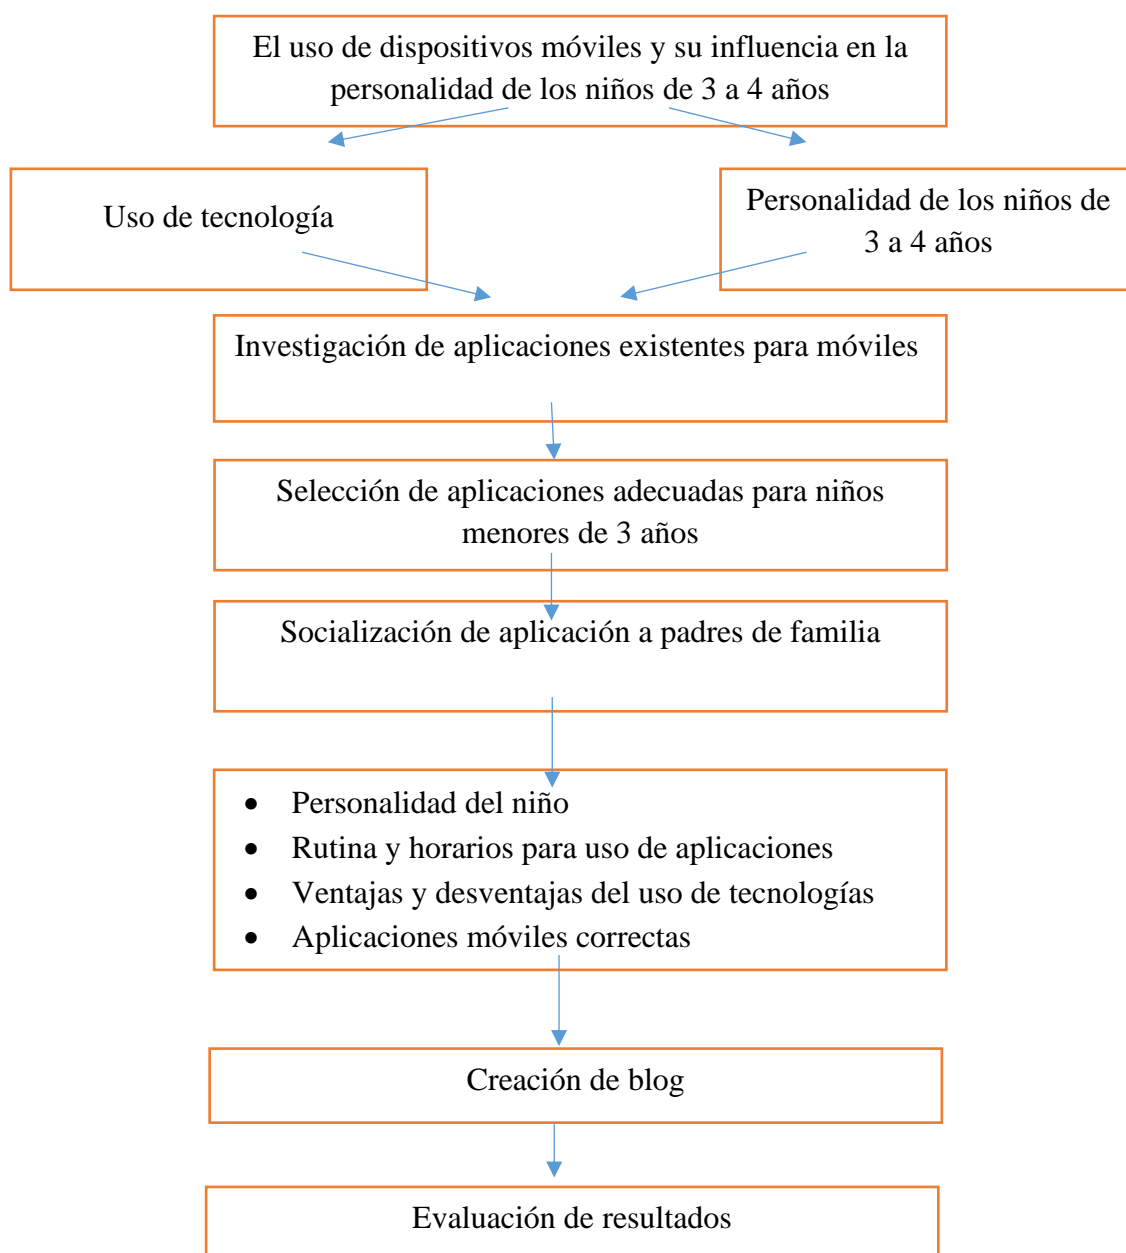 El uso de dispositivos móviles y su influencia en la
personalidad de los niños de 3 a 4 años
Uso de tecnología
Personalidad de los niños de
3 a 4 años
Investigación de aplicaciones existentes para móviles
Selección de aplicaciones adecuadas para niños
menores de 3 años
Socialización de aplicación a padres de familia
• Personalidad del niño
• Rutina y horarios para uso de aplicaciones
• Ventajas y desventajas del uso de tecnologías
• Aplicaciones móviles correctas
Creación de blog
Evaluación de resultados